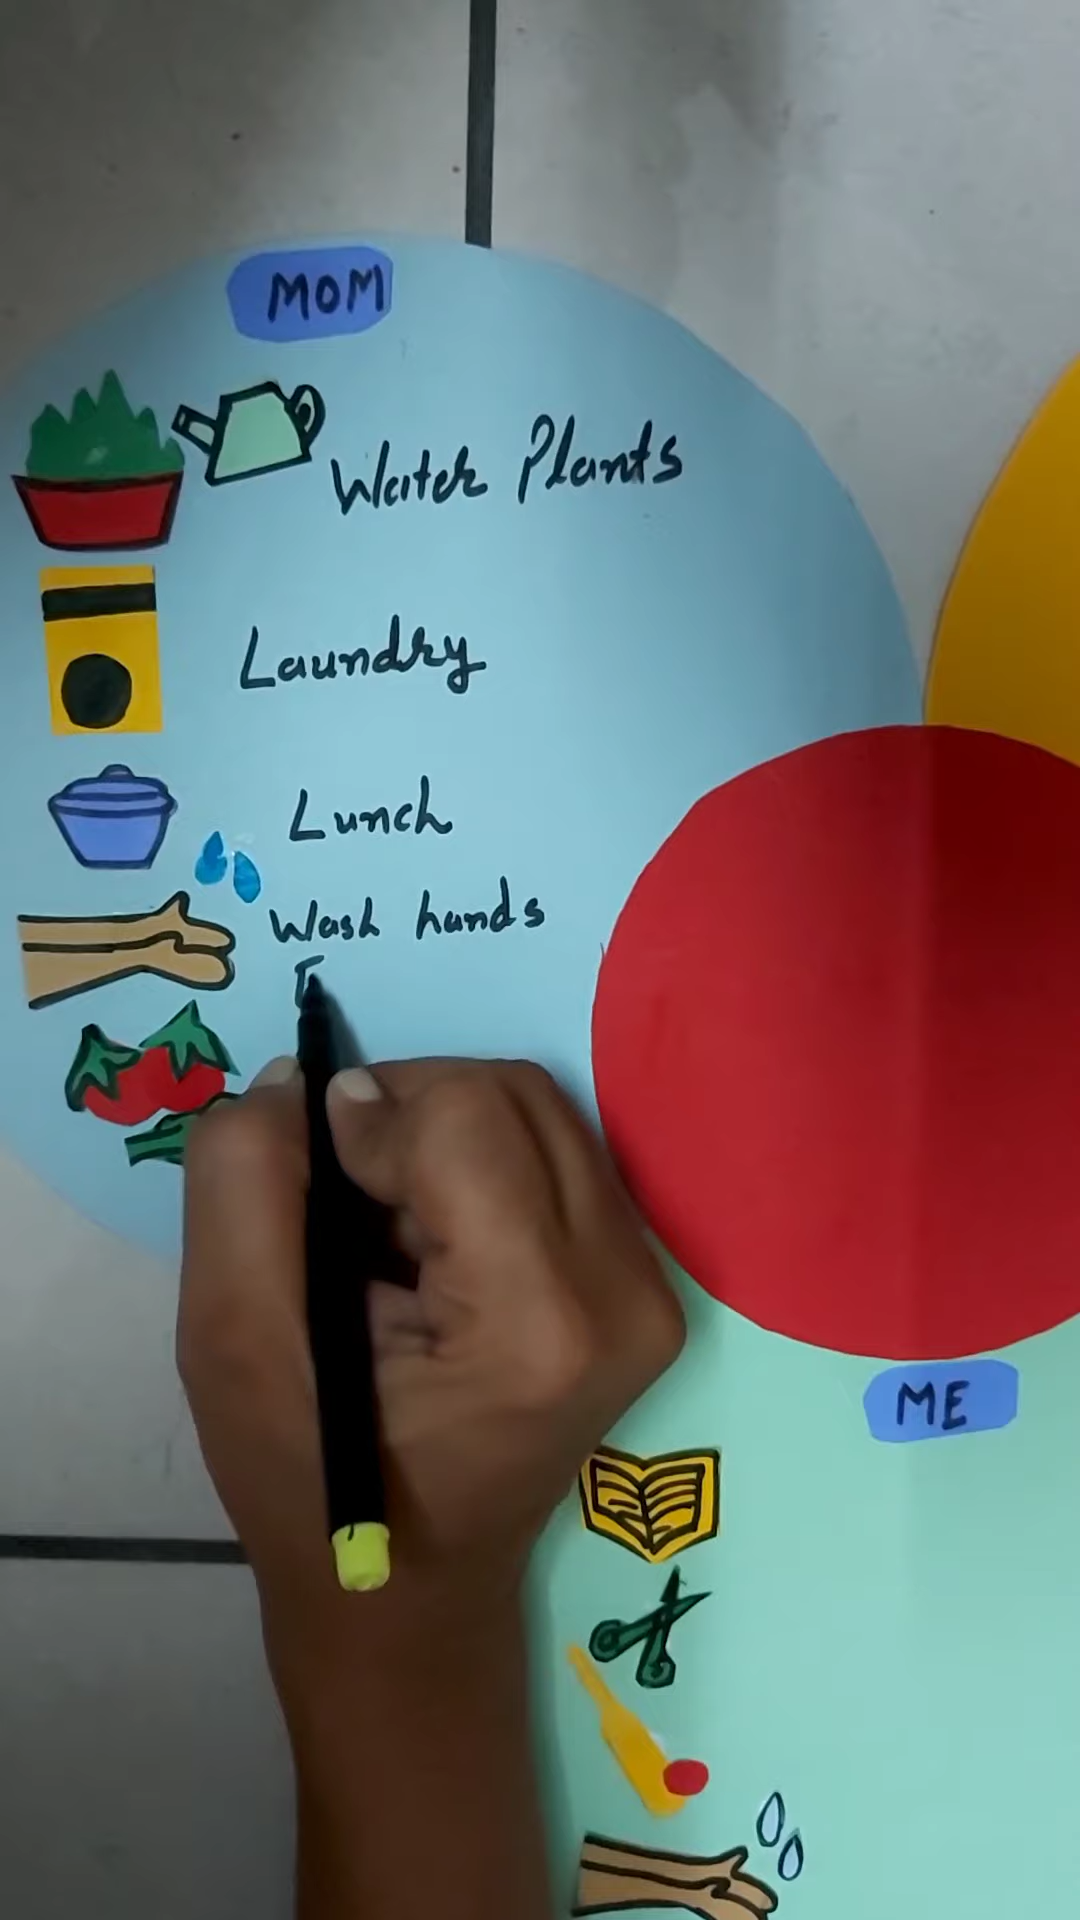 MOM
Water Plants
Laundry
Lunch
Wash hands
ME